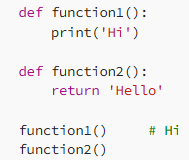 def function1():
    print('Hi')

def function2():
    return 'Hello'

function1()      # Hi
function2()